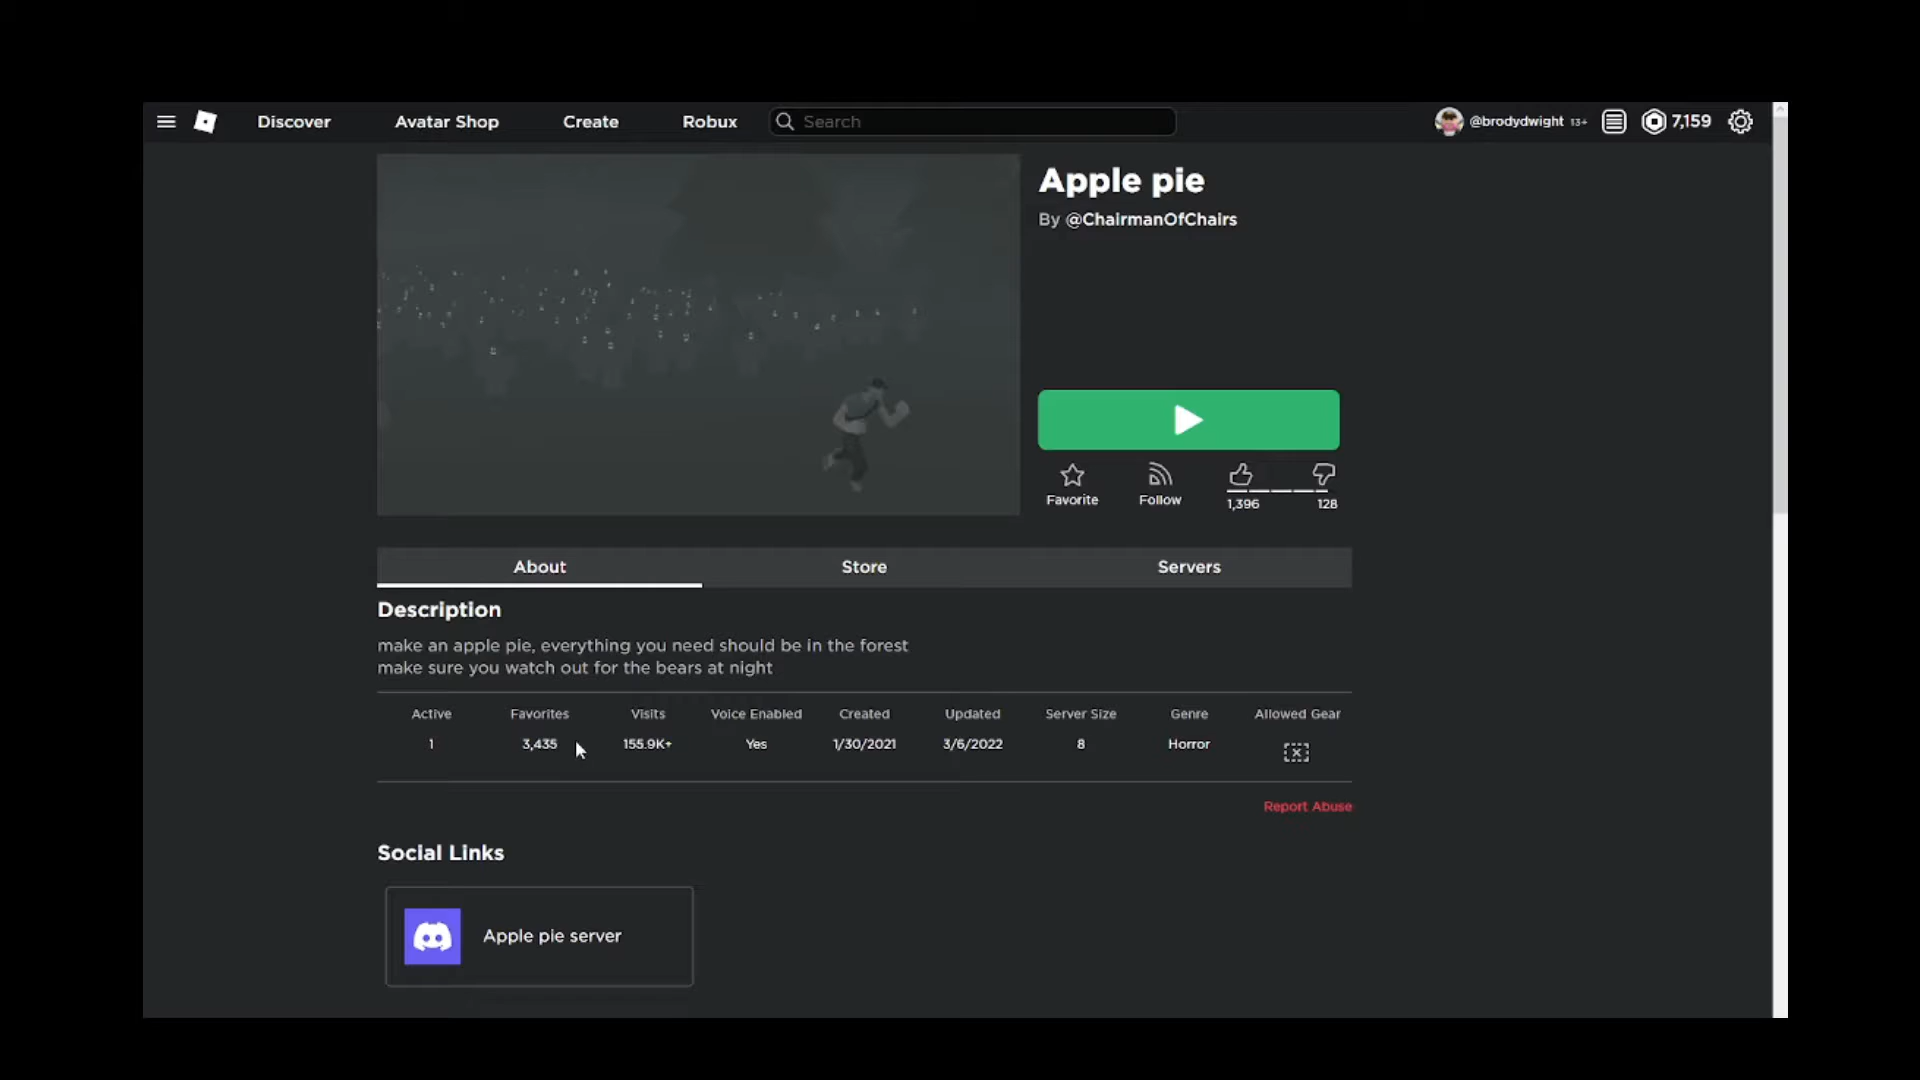 Discover Avatar Shop Create Robux Search @brodydwight 13+ 7,159
Apple pie
By @ChairmanOfChairs
Favorite Follow 1,396 128
About Store Servers
Description
make an apple pie, everything you need should be in the forest
make sure you watch out for the bears at night
Active Favorites Visits Voice Enabled Created Updated Server Size Genre Allowed Gear
1 3,435 155.9K+ Yes 1/30/2021 3/6/2022 8 Horror
Report Abuse
Social Links
Apple pie server